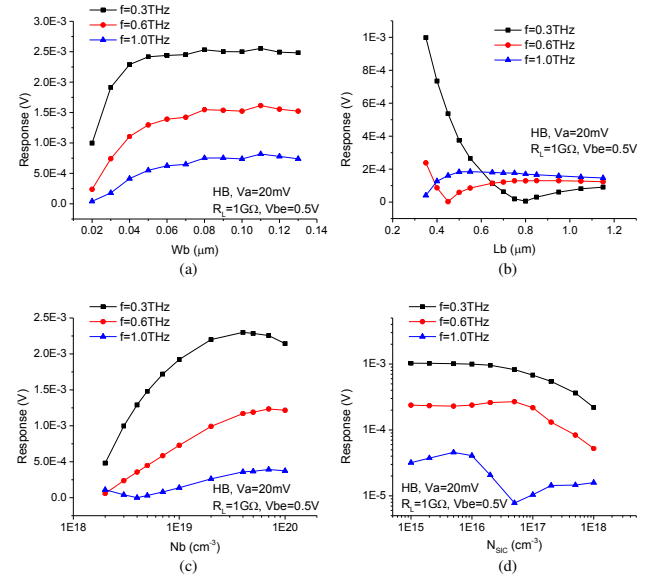 f=0.3THz
f=0.6THz
f=1.0THz
3.0E-3
2.5E-3
2.0E-3
1.5E-3
1.0E-3
5.0E-4
0.0
Response (V)
HB, Va=20mV
R_L=1GΩ, Vbe=0.5V
0.02 0.04 0.06 0.08 0.10 0.12 0.14
Wb (μm)
(a)
f=0.3THz
f=0.6THz
f=1.0THz
1E-3
8E-4
6E-4
4E-4
2E-4
0
Response (V)
HB, Va=20mV
R_L=1GΩ, Vbe=0.5V
0.2 0.4 0.6 0.8 1.0 1.2
Lb (μm)
(b)
f=0.3THz
f=0.6THz
f=1.0THz
2.5E-3
2.0E-3
1.5E-3
1.0E-3
5.0E-4
0.0
Response (V)
HB, Va=20mV
R_L=1GΩ, Vbe=0.5V
1E18 1E19 1E20
Nb (cm⁻³)
(c)
f=0.3THz
f=0.6THz
f=1.0THz
1E-3
1E-4
1E-5
Response (V)
HB, Va=20mV
R_L=1GΩ, Vbe=0.5V
1E15 1E16 1E17 1E18
N_SIC (cm⁻³)
(d)